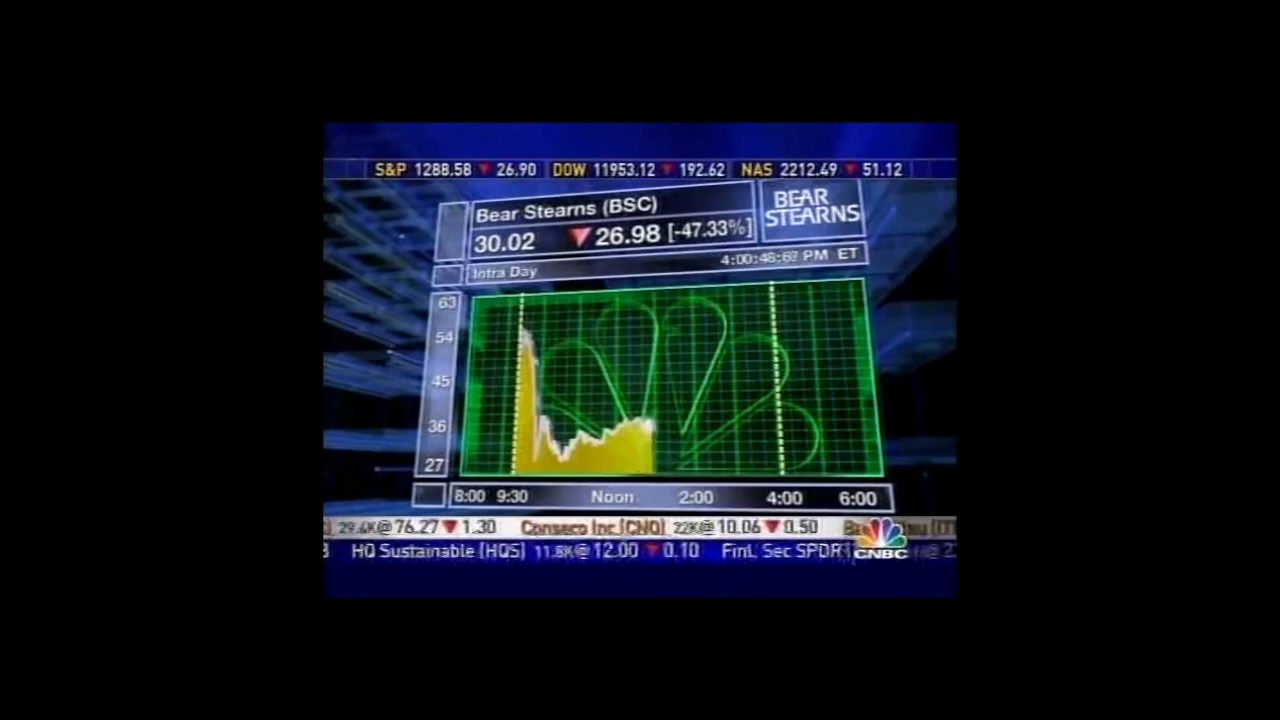 S&P 1288.58 ▼ 26.90 DOW 11953.12 ▼ 192.62 NAS 2212.49 ▼ 51.12
Bear Stearns (BSC)
30.02 ▼ 26.98 [-47.33%]
BEAR
STEARNS
Intra Day 4:00:48:67 PM ET
63
54
45
36
27
8:00 9:30 Noon 2:00 4:00 6:00
29.4K@76.27 ▼ 1.30 Conseco Inc (CNO) 22K@10.06 ▼ 0.50
CNBC
HQ Sustainable (HQS) 11.8K@12.00 ▼ 0.10 Finl Sec SPDR